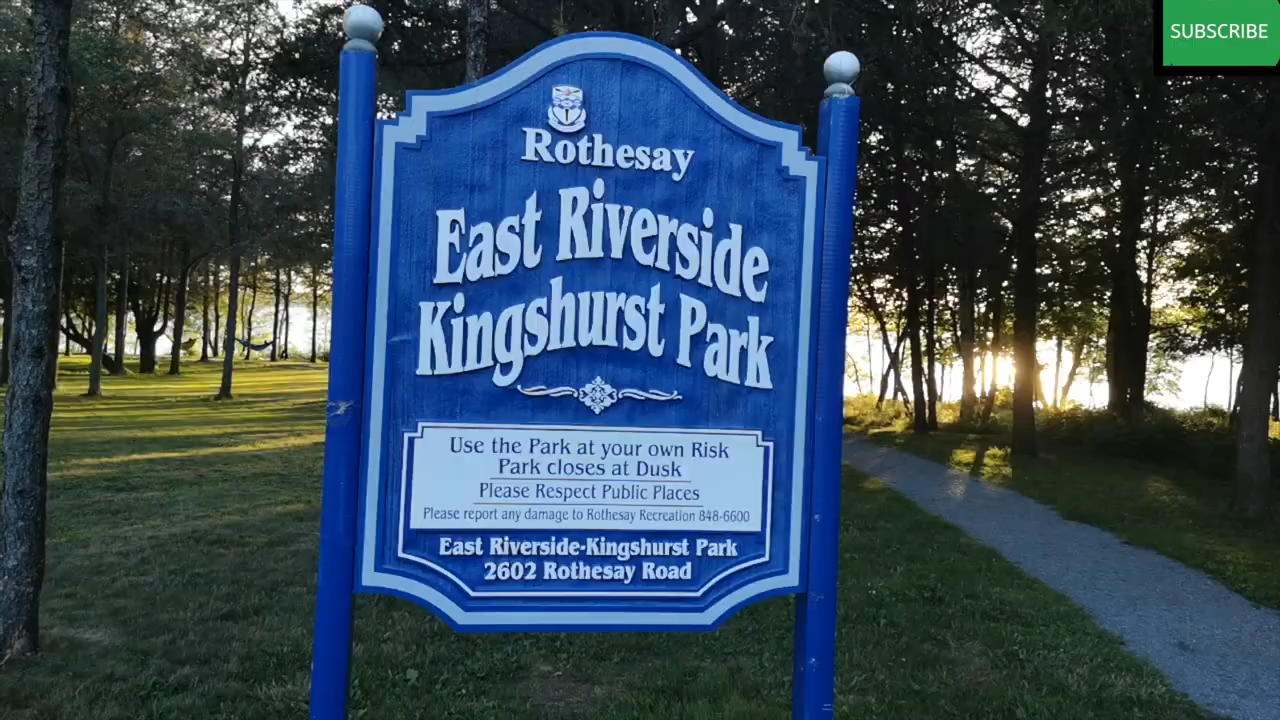 SUBSCRIBE
Rothesay
East Riverside
Kingshurst Park
Use the Park at your own Risk
Park closes at Dusk
Please Respect Public Places
Please report any damage to Rothesay Recreation 848-6600
East Riverside-Kingshurst Park
2602 Rothesay Road